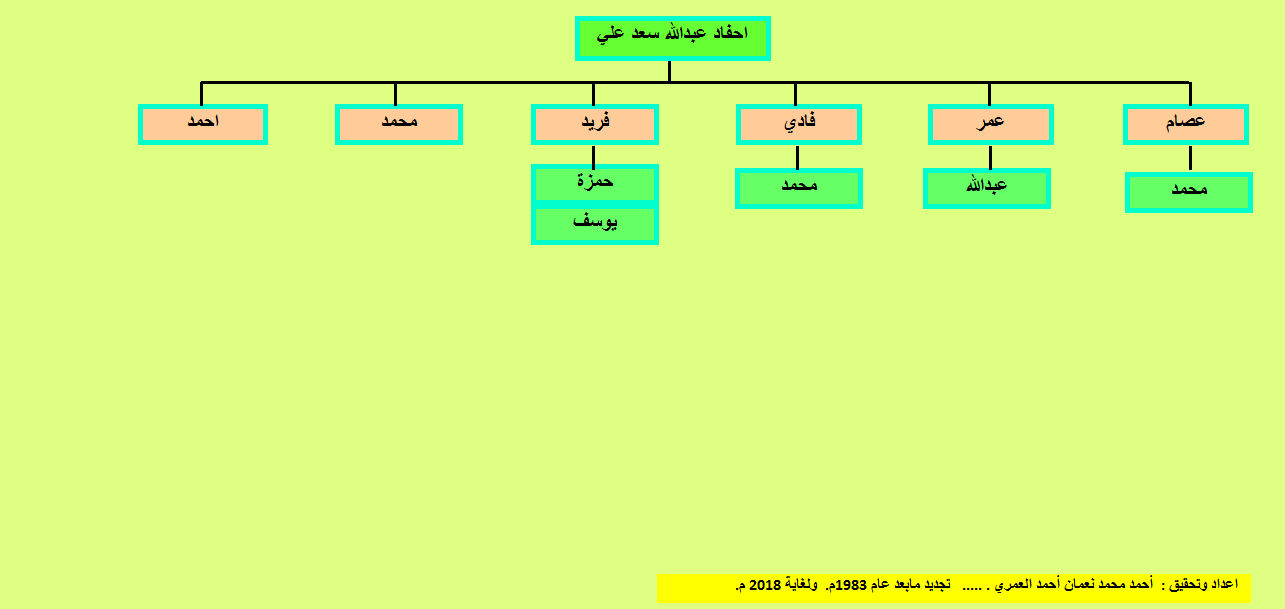 احفاد عبدالله سعد علي
عصام
عمر
فادي
فريد
محمد
احمد
محمد
عبدالله
محمد
حمزة
يوسف
اعداد وتحقيق : أحمد محمد نعمان أحمد العمري . ..... تجديد مابعد عام 1983م. ولغاية 2018 م.